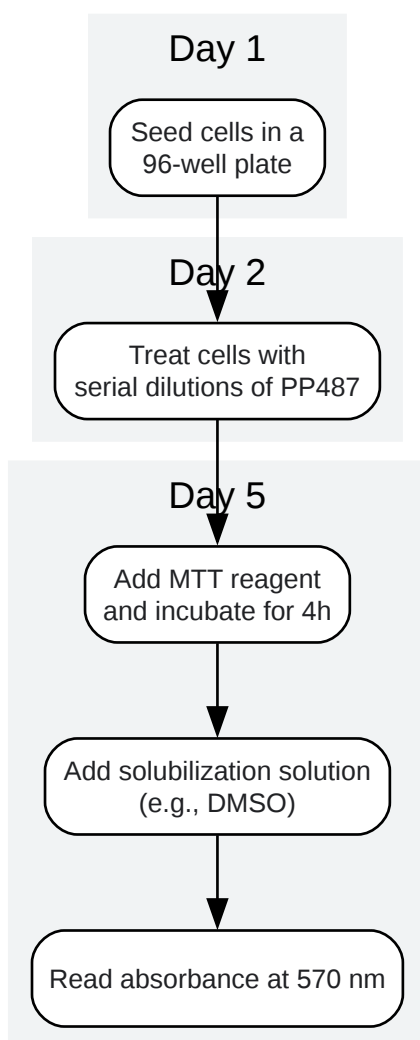 Day 1
Seed cells in a
96-well plate
Day 2
Treat cells with
serial dilutions of PP487
Day 5
Add MTT reagent
and incubate for 4h
Add solubilization solution
(e.g., DMSO)
Read absorbance at 570 nm